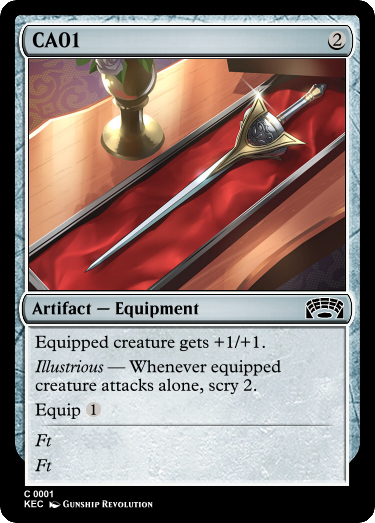 CA01 2
Artifact — Equipment
Equipped creature gets +1/+1.
Illustrious — Whenever equipped
creature attacks alone, scry 2.
Equip 1
Ft
Ft
C 0001
KEC Gunship Revolution